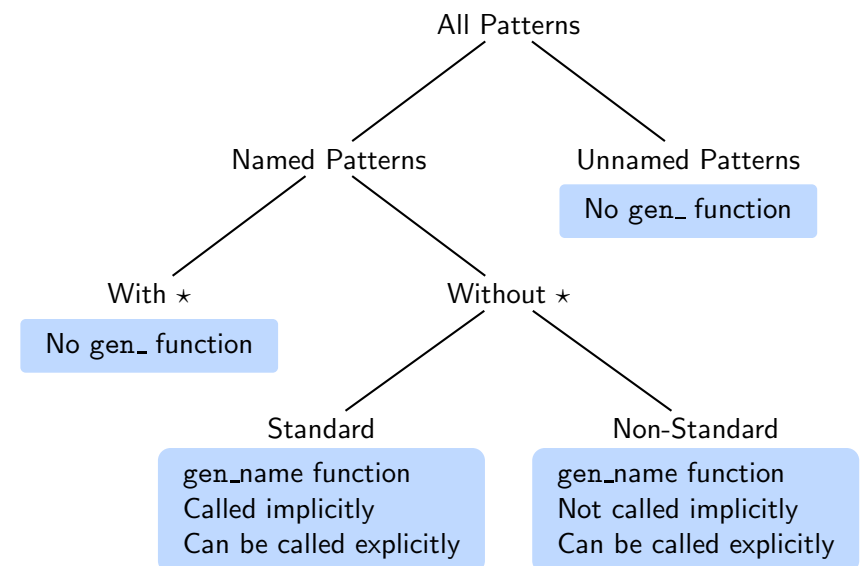 All Patterns
Named Patterns
Unnamed Patterns
No gen_ function
With ⋆
Without ⋆
No gen_ function
Standard
Non-Standard
gen_name function
Called implicitly
Can be called explicitly
gen_name function
Not called implicitly
Can be called explicitly